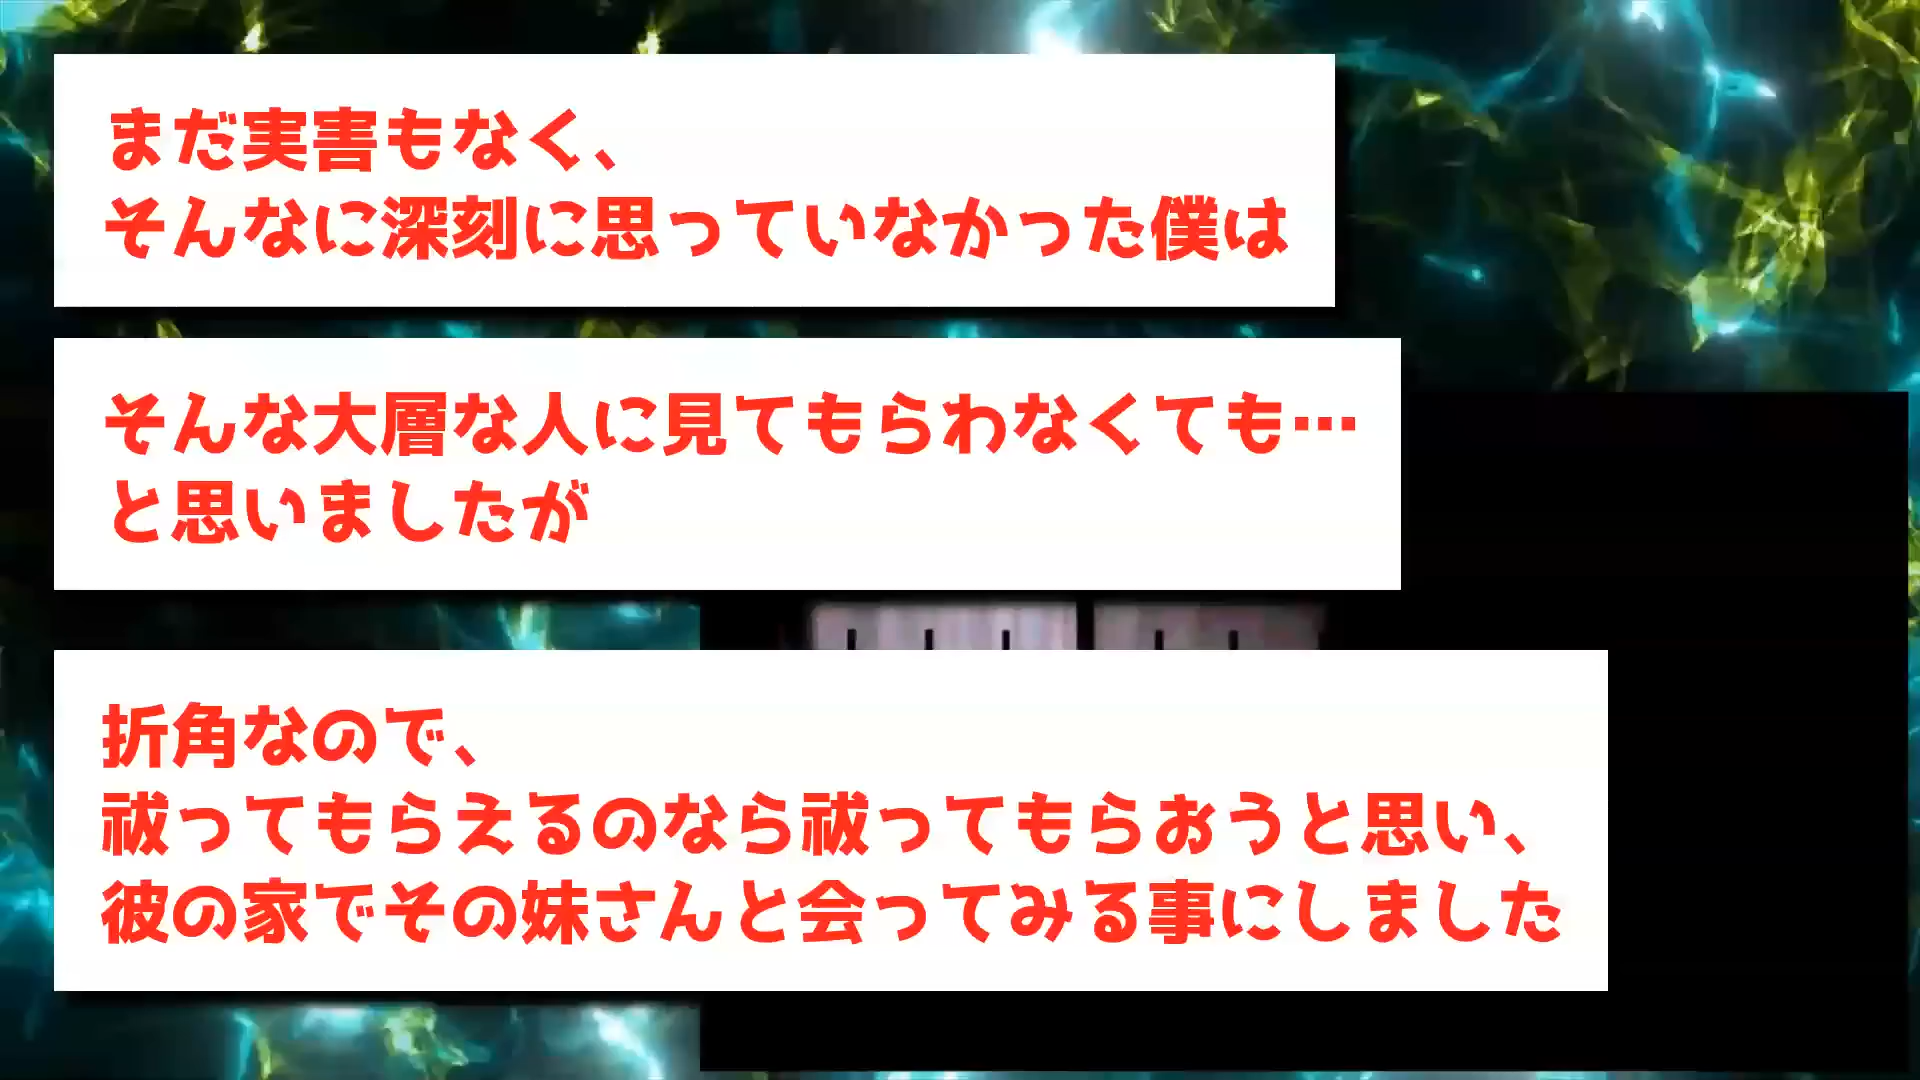 まだ実害もなく、
そんなに深刻に思っていなかった僕は
そんな大層な人に見てもらわなくても…
と思いましたが
折角なので、
祓ってもらえるのなら祓ってもらおうと思い、
彼の家でその妹さんと会ってみる事にしました